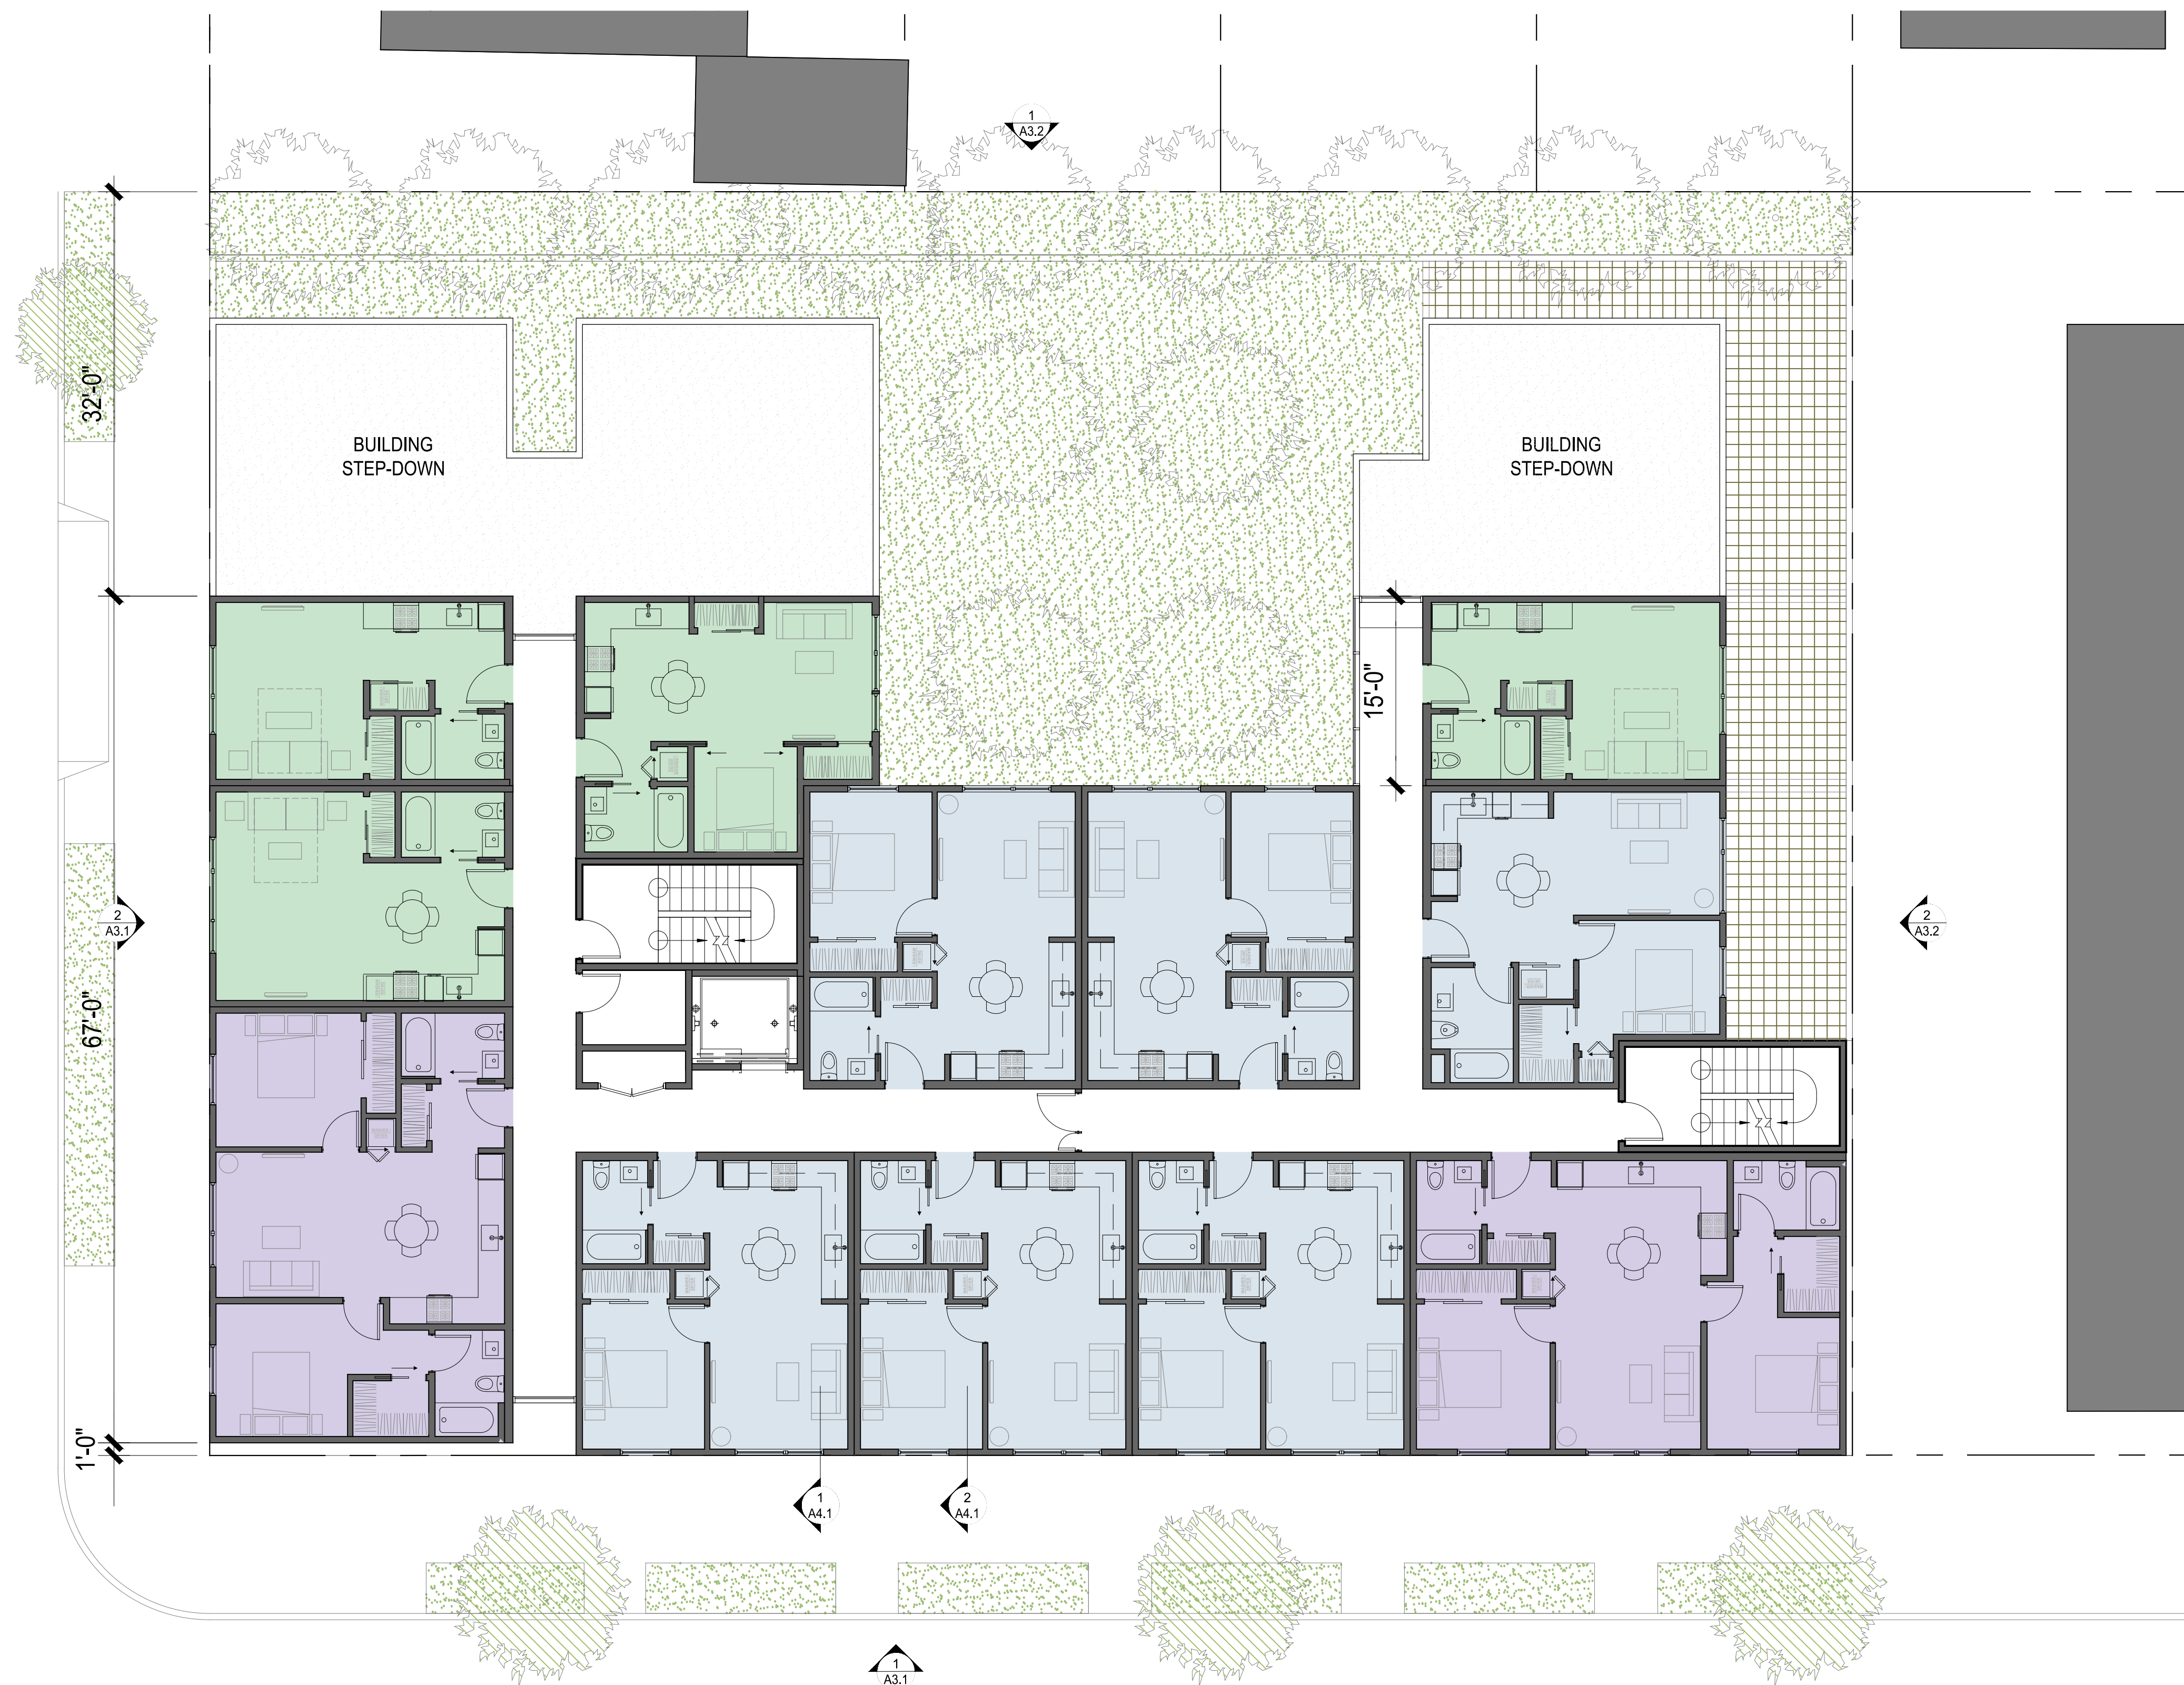 1
A3.2
32'-0"
BUILDING
STEP-DOWN
BUILDING
STEP-DOWN
15'-0"
2
A3.1
2
A3.2
67'-0"
1'-0"
1
A4.1
2
A4.1
1
A3.1